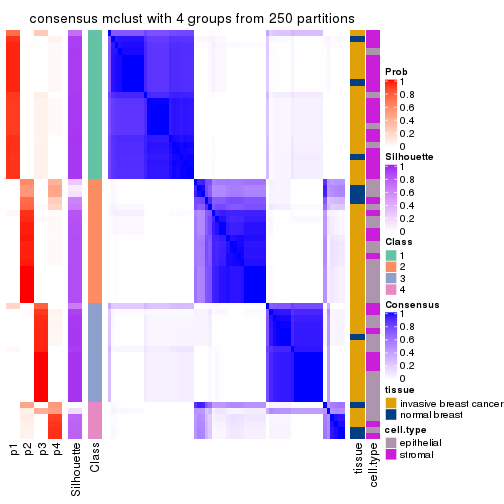 consensus mclust with 4 groups from 250 partitions
Prob
1
0.8
0.6
0.4
0.2
0
Silhouette
1
0.8
0.6
0.4
0.2
0
Class
1
2
3
4
Consensus
1
0.8
0.6
0.4
0.2
0
tissue
invasive breast cancer
normal breast
cell.type
epithelial
stromal
p1
p2
p3
p4
Silhouette
Class
tissue
cell.type